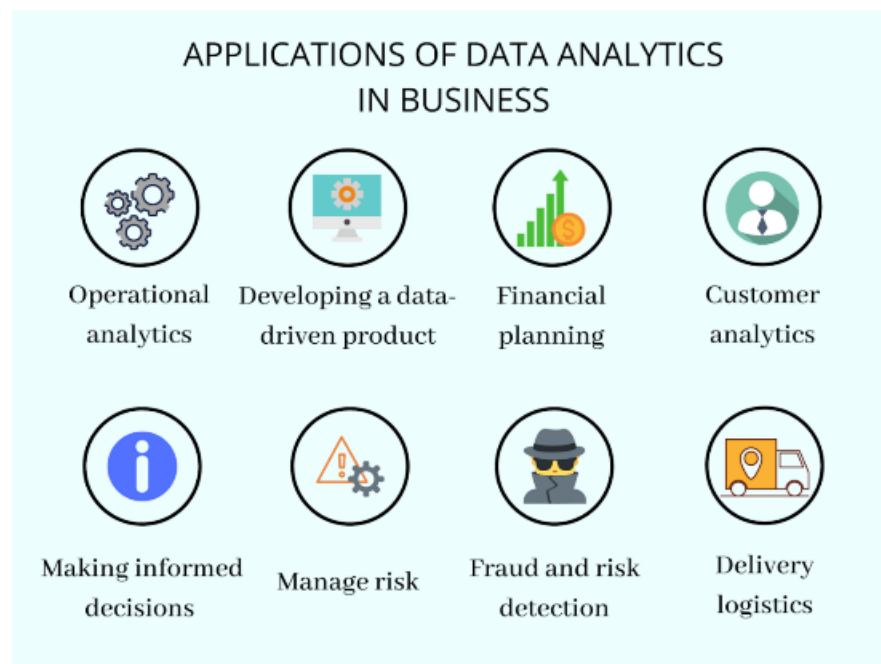 APPLICATIONS OF DATA ANALYTICS
IN BUSINESS
Operational
analytics
Developing a data-
driven product
Financial
planning
Customer
analytics
Making informed
decisions
Manage risk
Fraud and risk
detection
Delivery
logistics